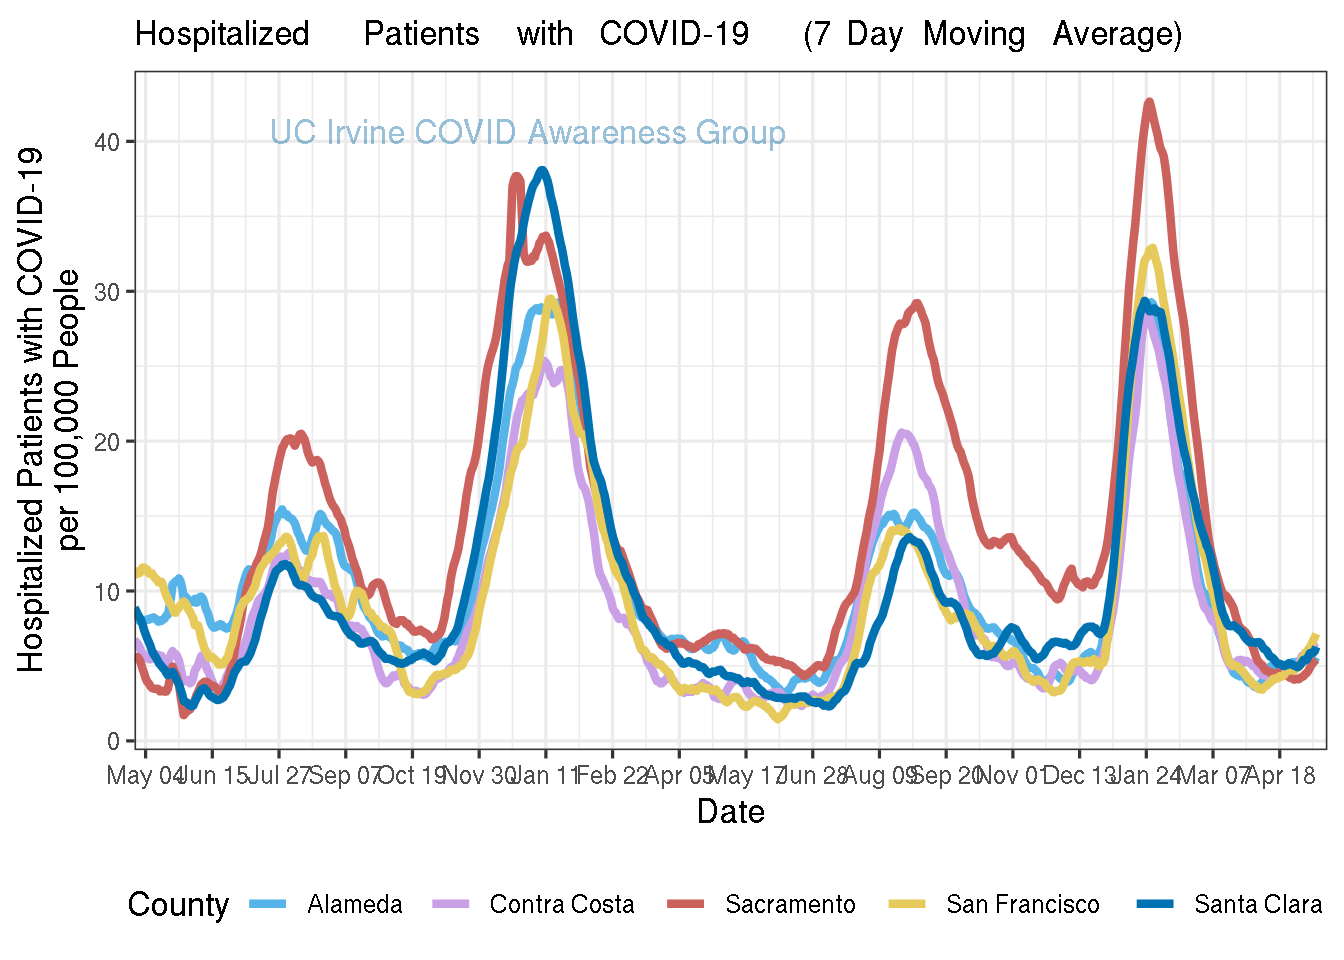 Hospitalized Patients with COVID-19 (7 Day Moving Average)
UC Irvine COVID Awareness Group
Hospitalized Patients with COVID-19
per 100,000 People
40
30
20
10
0
May 04 Jun 15 Jul 27 Sep 07 Oct 19 Nov 30 Jan 11 Feb 22 Apr 05 May 17 Jun 28 Aug 09 Sep 20 Nov 01 Dec 13 Jan 24 Mar 07 Apr 18
Date
County Alameda Contra Costa Sacramento San Francisco Santa Clara